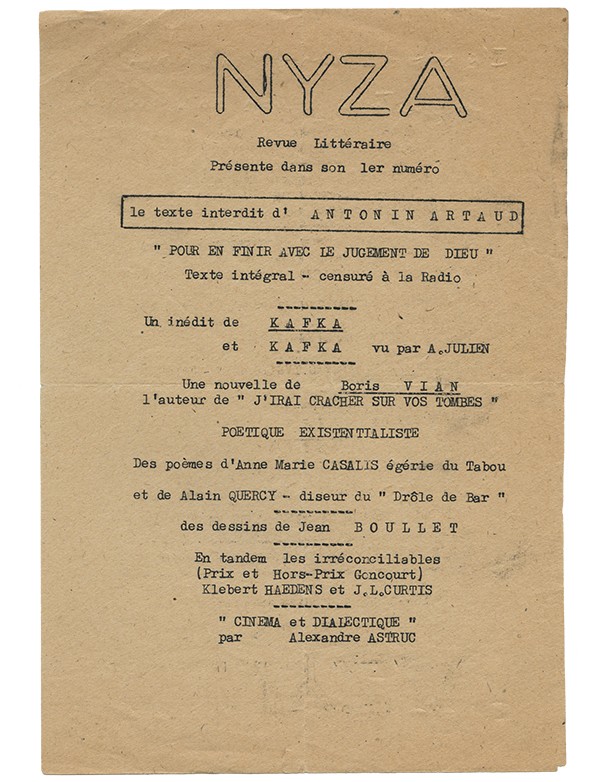 NYZA
Revue Littéraire
Présente dans son 1er numéro
le texte interdit d' ANTONIN ARTAUD
" POUR EN FINIR AVEC LE JUGEMENT DE DIEU "
Texte intégral - censuré à la Radio
Un inédit de KAFKA
et KAFKA vu par A.JULIEN
Une nouvelle de Boris VIAN
l'auteur de " J'IRAI CRACHER SUR VOS TOMBES "
POETIQUE EXISTENTIALISTE
Des poèmes d'Anne Marie CASALIS égérie du Tabou
et de Alain QUERCY - diseur du " Drôle de Bar "
des dessins de Jean BOULLET
En tandem les irréconciliables
(Prix et Hors-Prix Goncourt)
Klebert HAEDENS et J.L.CURTIS
" CINEMA et DIALECTIQUE "
par Alexandre ASTRUC